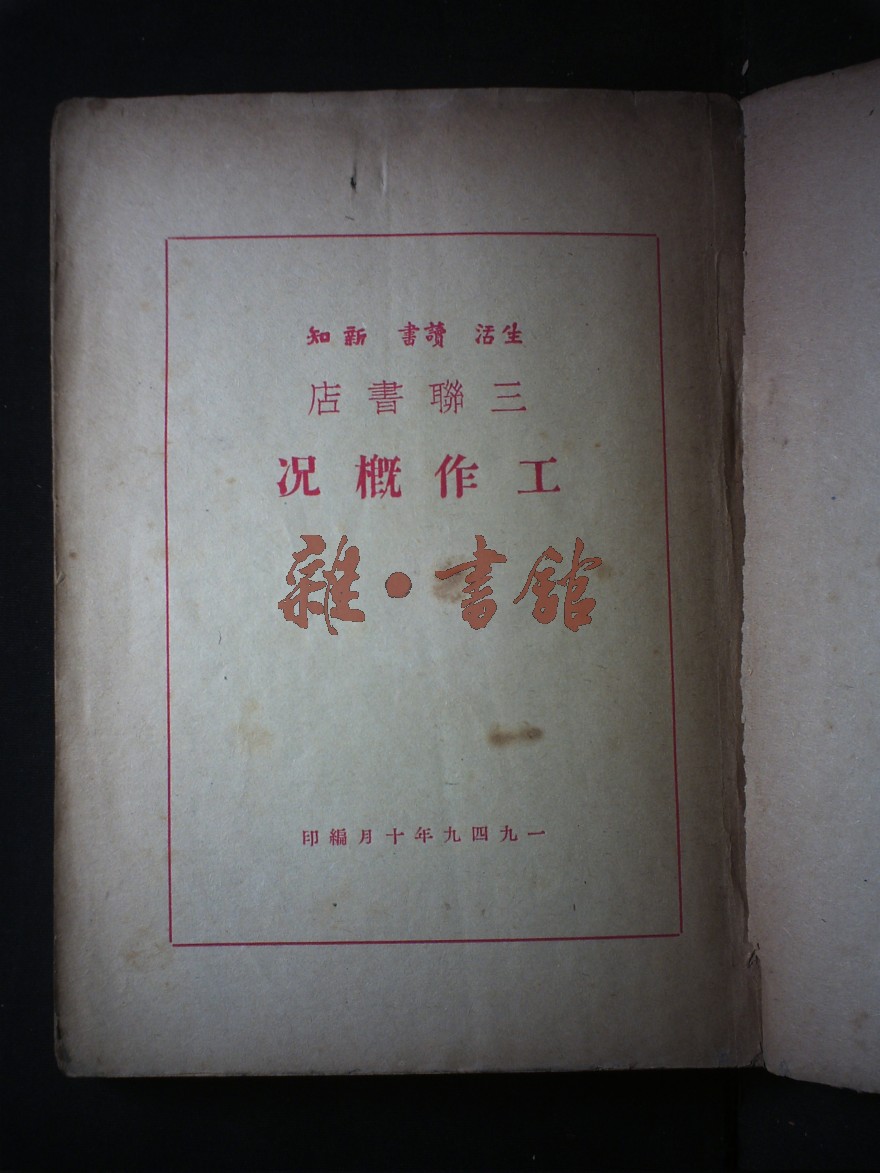 生活 讀書 新知
三聯書店
工作概况
雜·書館
一九四九年十月編印